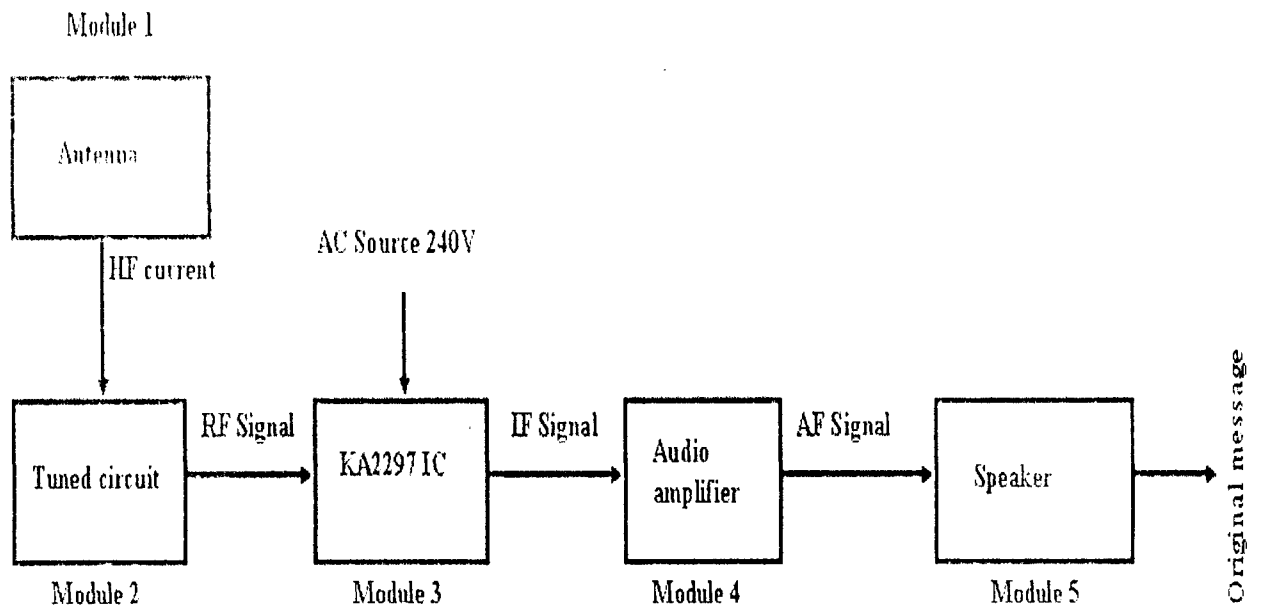 Module 1
Antenna
HF current
AC Source 240V
RF Signal
IF Signal
AF Signal
Tuned circuit
KA2297 IC
Audio
amplifier
Speaker
Original message
Module 2
Module 3
Module 4
Module 5